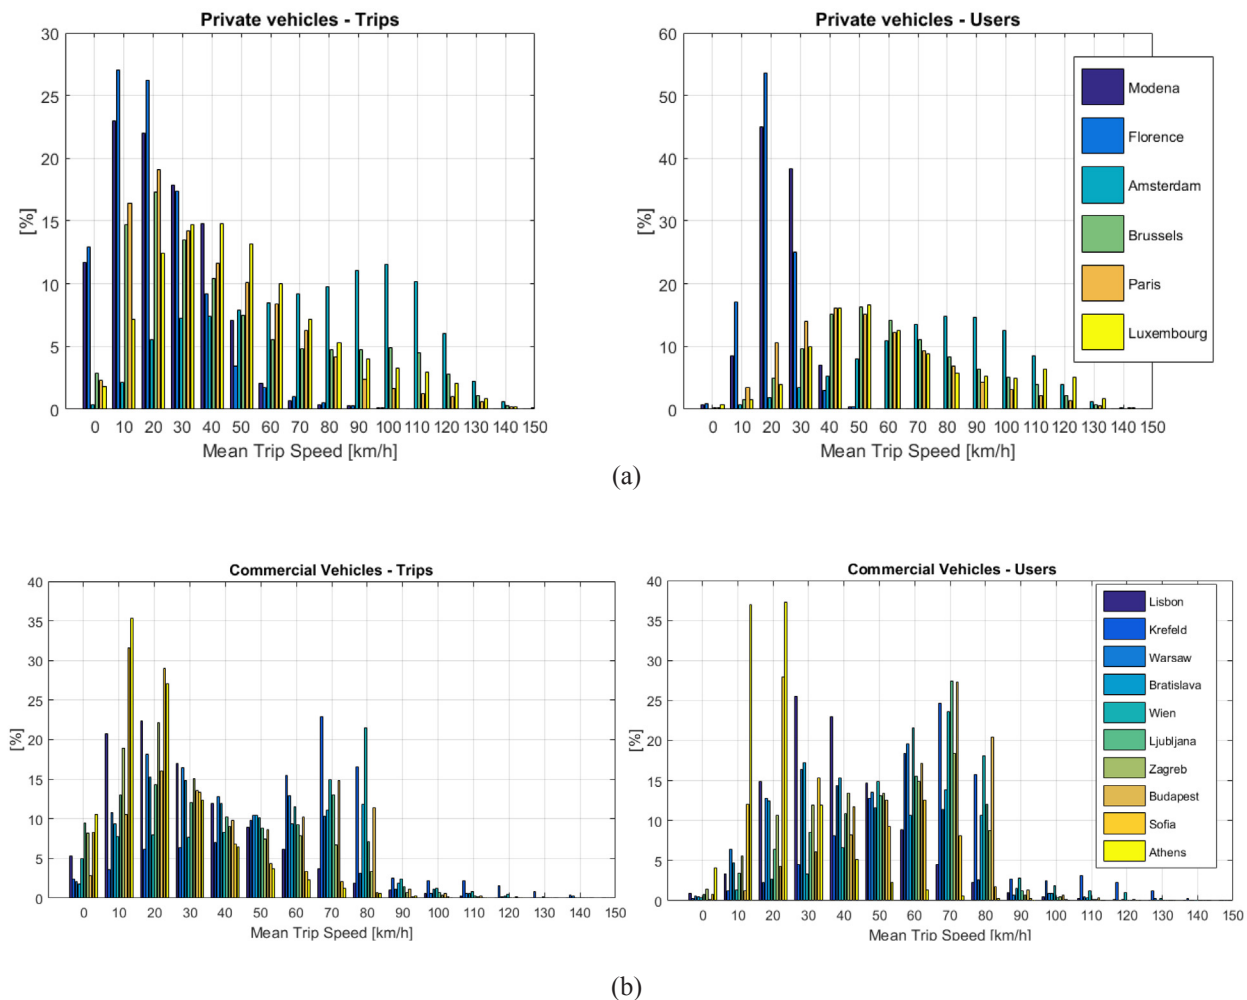 Private vehicles - Trips
30
25
20
15
10
5
0
[%]
0 10 20 30 40 50 60 70 80 90 100 110 120 130 140 150
Mean Trip Speed [km/h]
Private vehicles - Users
60
50
40
30
20
10
0
[%]
0 10 20 30 40 50 60 70 80 90 100 110 120 130 140 150
Mean Trip Speed [km/h]
Modena
Florence
Amsterdam
Brussels
Paris
Luxembourg
(a)
Commercial Vehicles - Trips
40
35
30
25
20
15
10
5
0
[%]
0 10 20 30 40 50 60 70 80 90 100 110 120 130 140 150
Mean Trip Speed [km/h]
Commercial Vehicles - Users
40
35
30
25
20
15
10
5
0
[%]
0 10 20 30 40 50 60 70 80 90 100 110 120 130 140 150
Mean Trip Speed [km/h]
Lisbon
Krefeld
Warsaw
Bratislava
Wien
Ljubljana
Zagreb
Budapest
Sofia
Athens
(b)